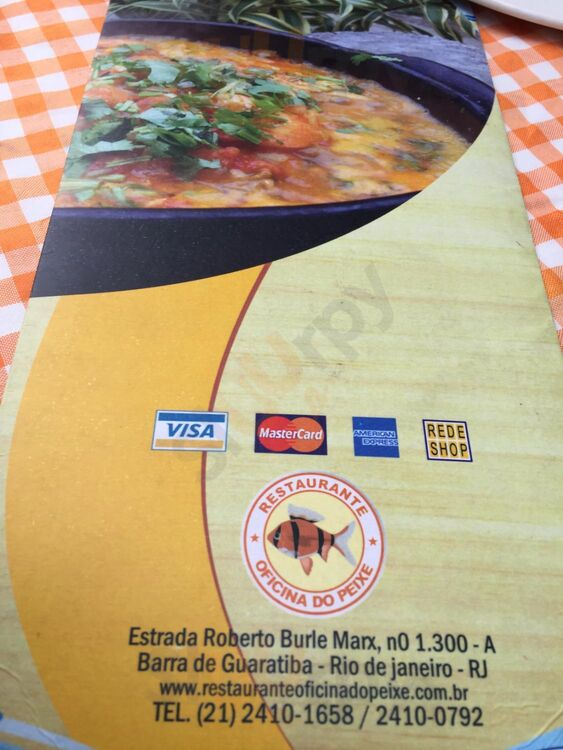 VISA
MasterCard
AMERICAN EXPRESS
REDE SHOP
RESTAURANTE
OFICINA DO PEIXE
Estrada Roberto Burle Marx, n0 1.300 - A
Barra de Guaratiba - Rio de janeiro - RJ
www.restauranteoficinadopeixe.com.br
TEL. (21) 2410-1658 / 2410-0792